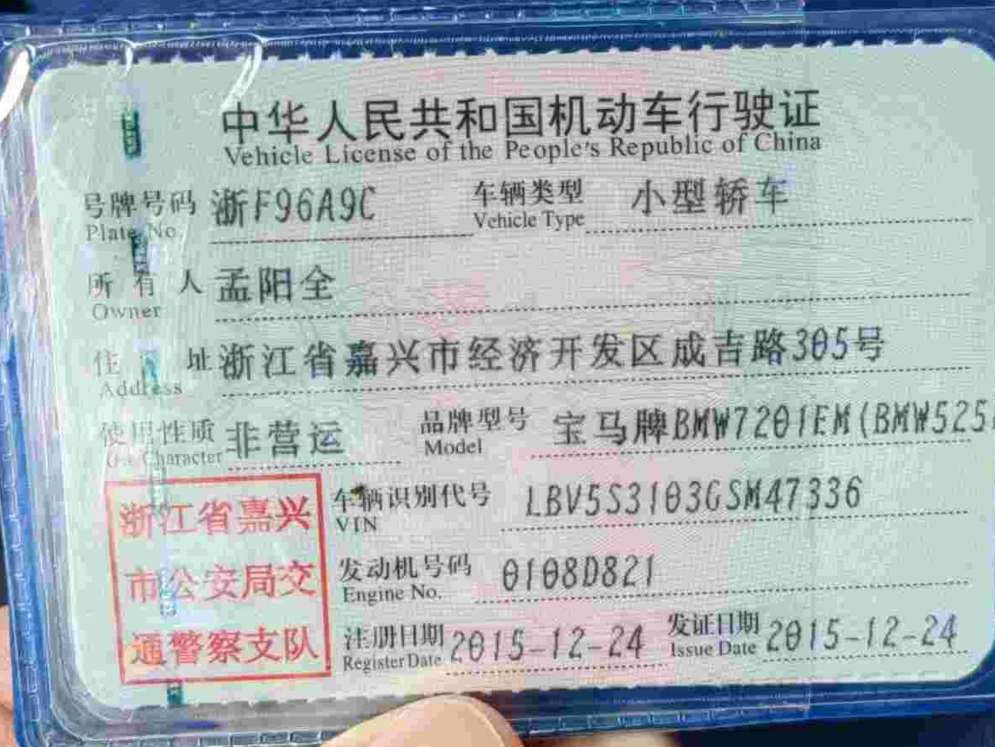 中华人民共和国机动车行驶证
Vehicle License of the People's Republic of China
号牌号码 浙F96A9C 车辆类型 小型轿车
Plate No. Vehicle Type
所有人 孟阳全
Owner
住址 浙江省嘉兴市经济开发区成吉路305号
Address
使用性质 非营运 品牌型号 宝马牌BMW7201EM(BMW525
Character Model
浙江省嘉兴
市公安局交
通警察支队
车辆识别代号 LBV5S3103GSM47336
VIN
发动机号码 0108D821
Engine No.
注册日期 2015-12-24 发证日期 2015-12-24
Register Date Issue Date